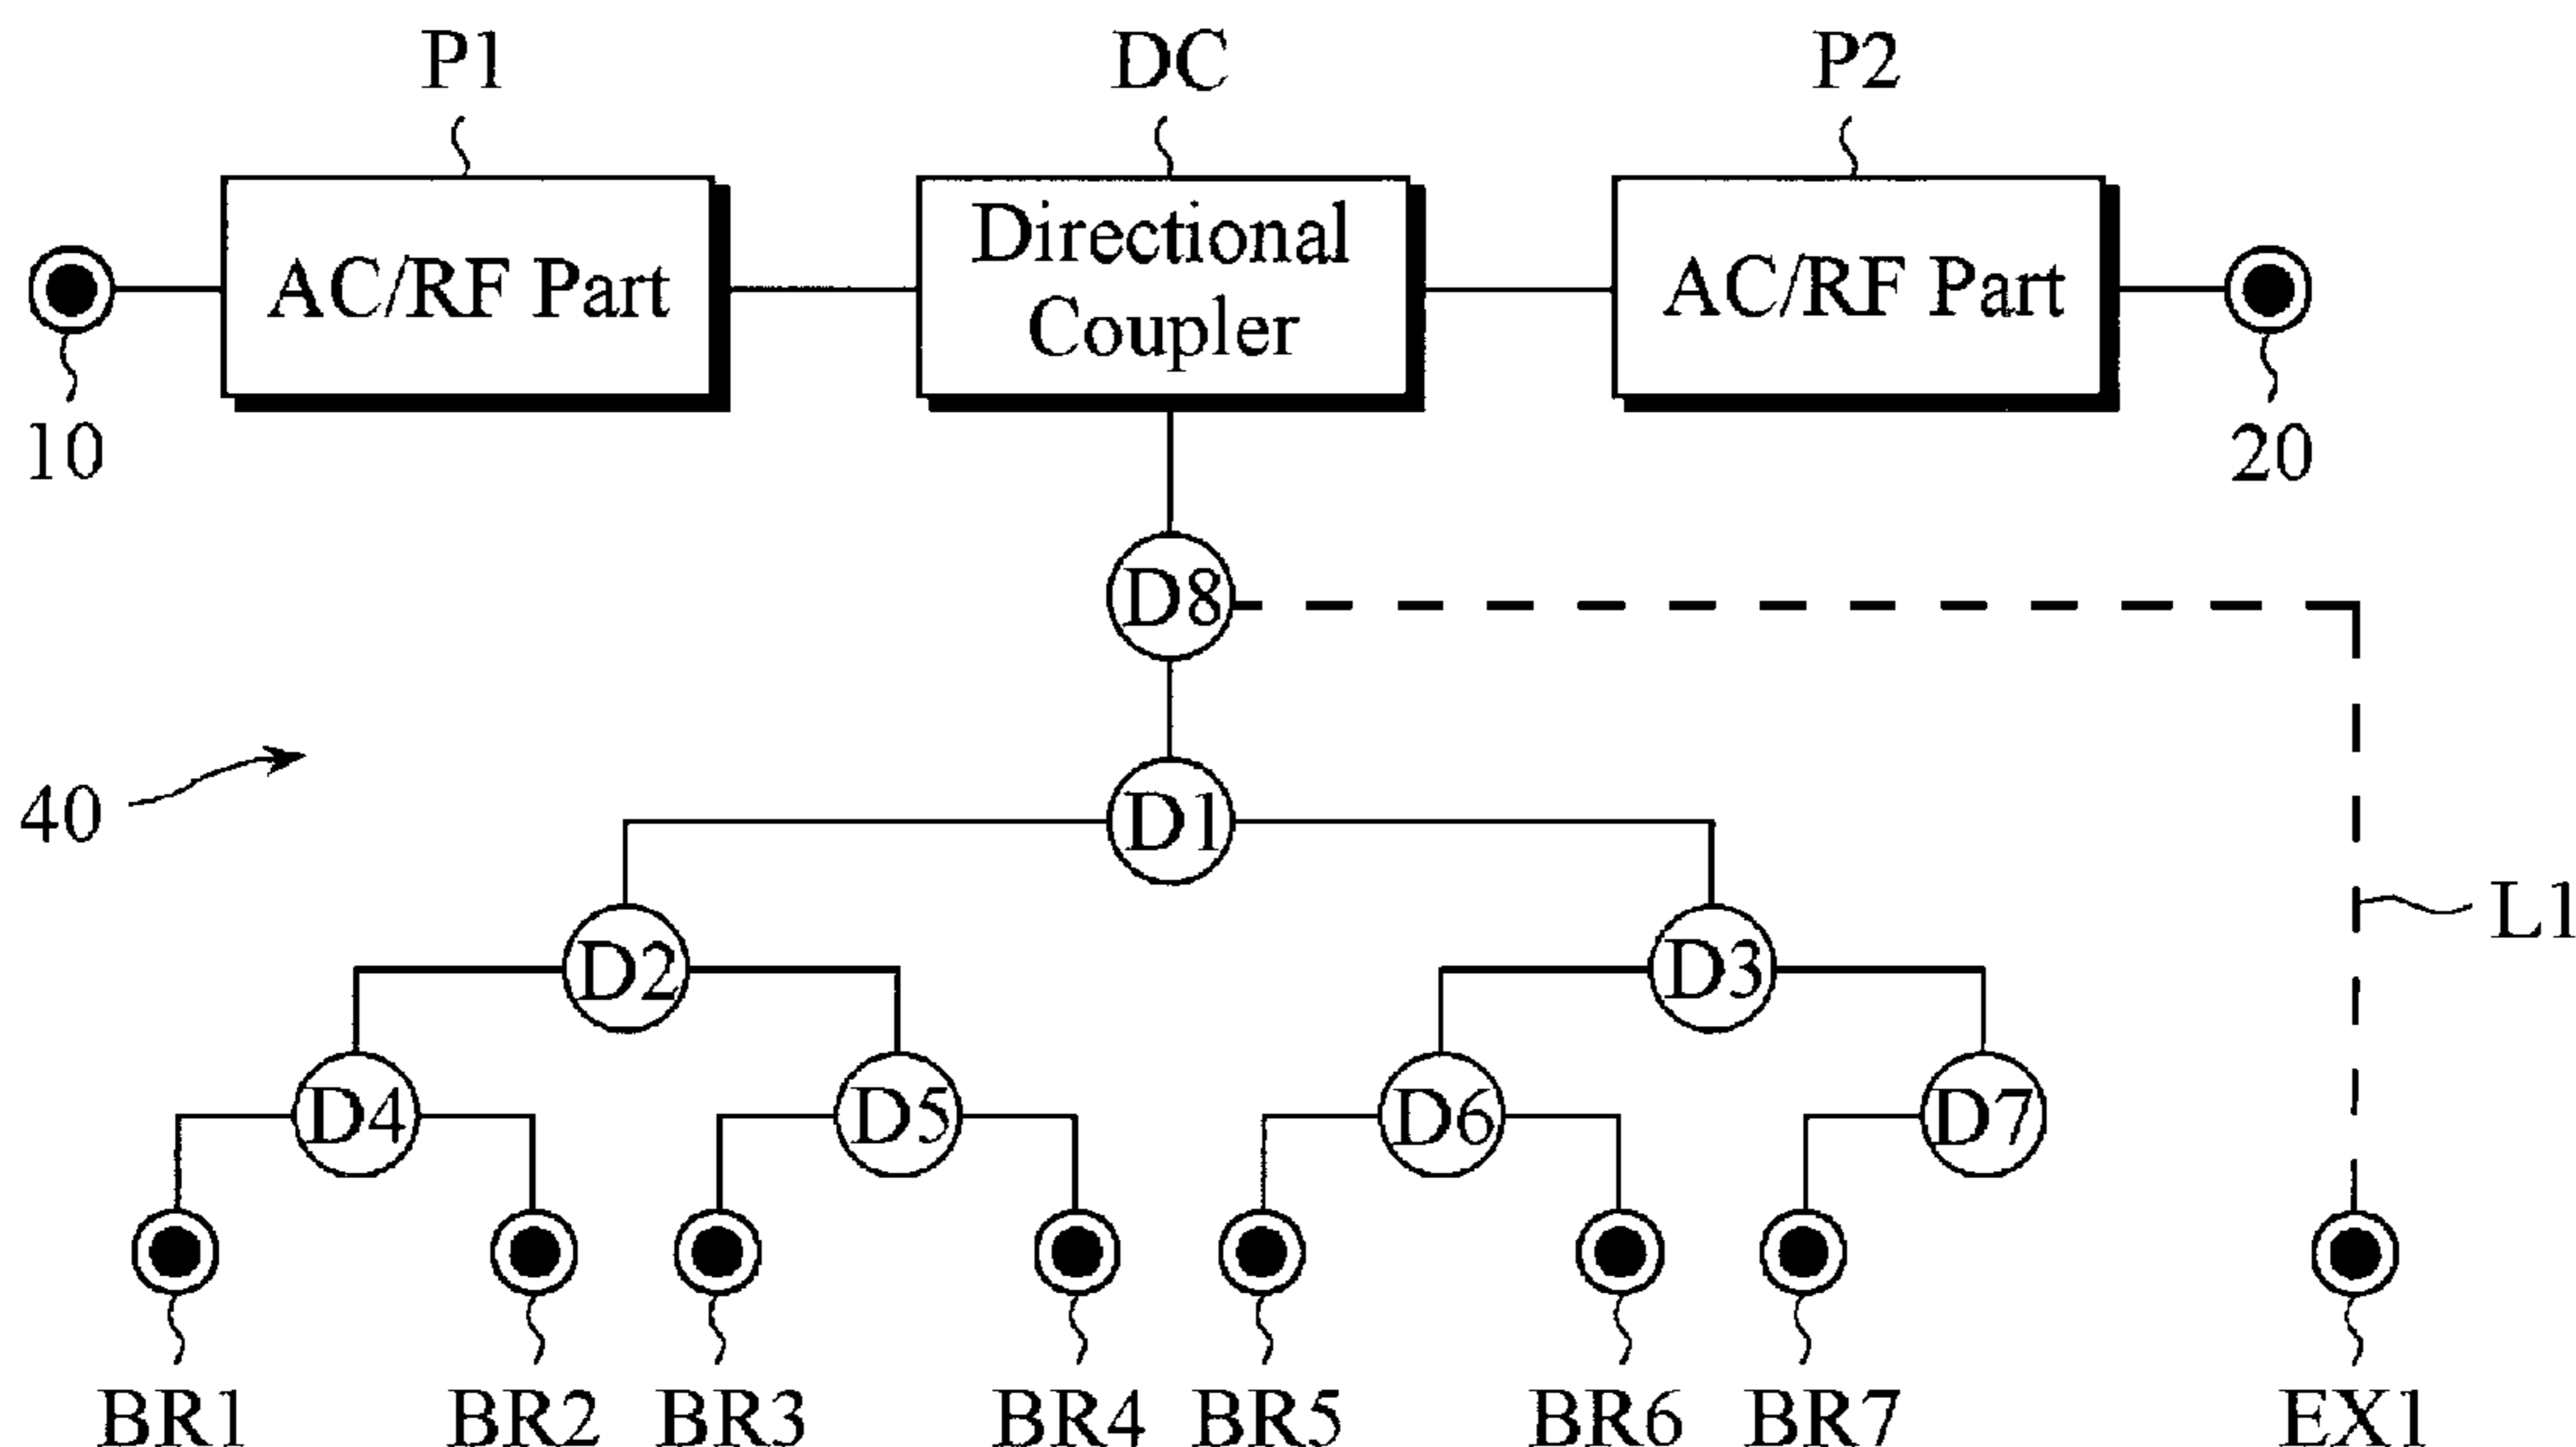 P1
DC
P2
AC/RF Part
Directional
Coupler
AC/RF Part
10
20
D8
40
D1
L1
D2
D3
D4
D5
D6
D7
BR1
BR2
BR3
BR4
BR5
BR6
BR7
EX1